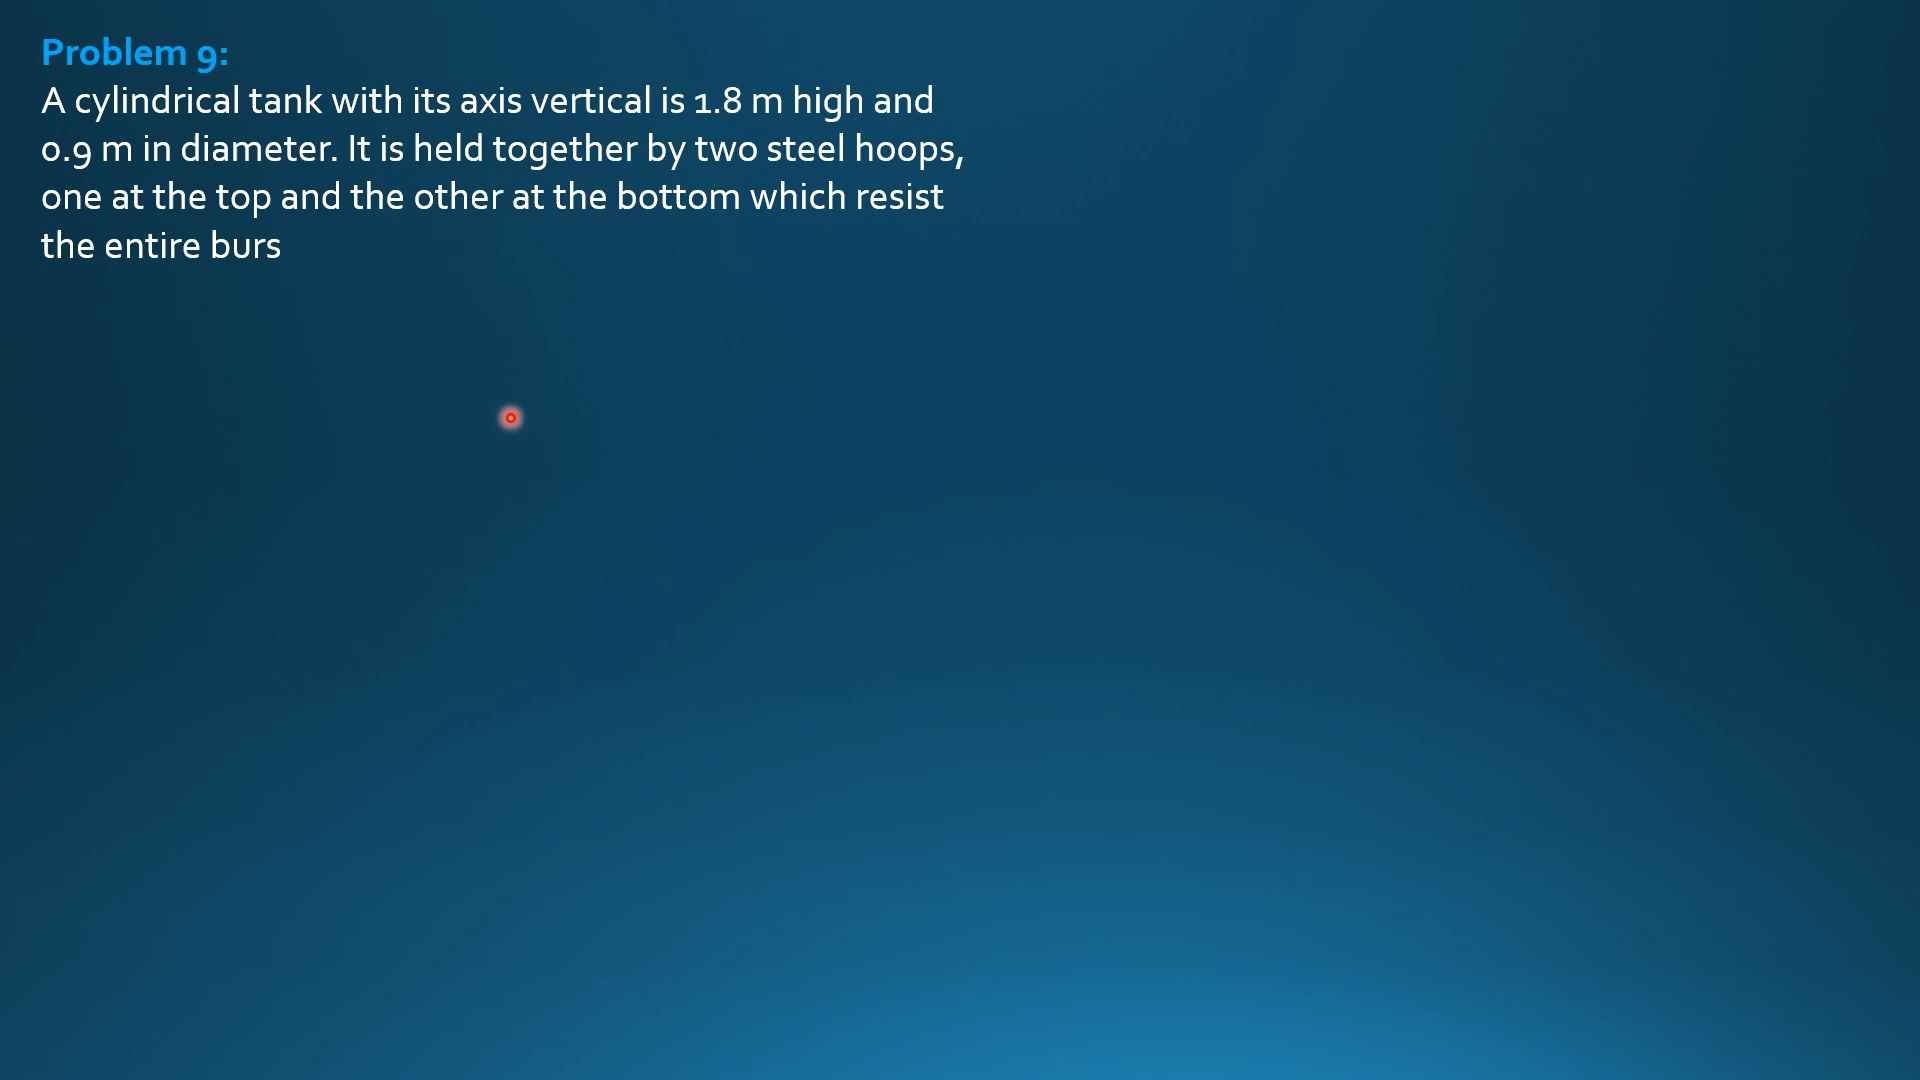 Problem 9:
A cylindrical tank with its axis vertical is 1.8 m high and
0.9 m in diameter. It is held together by two steel hoops,
one at the top and the other at the bottom which resist
the entire burs